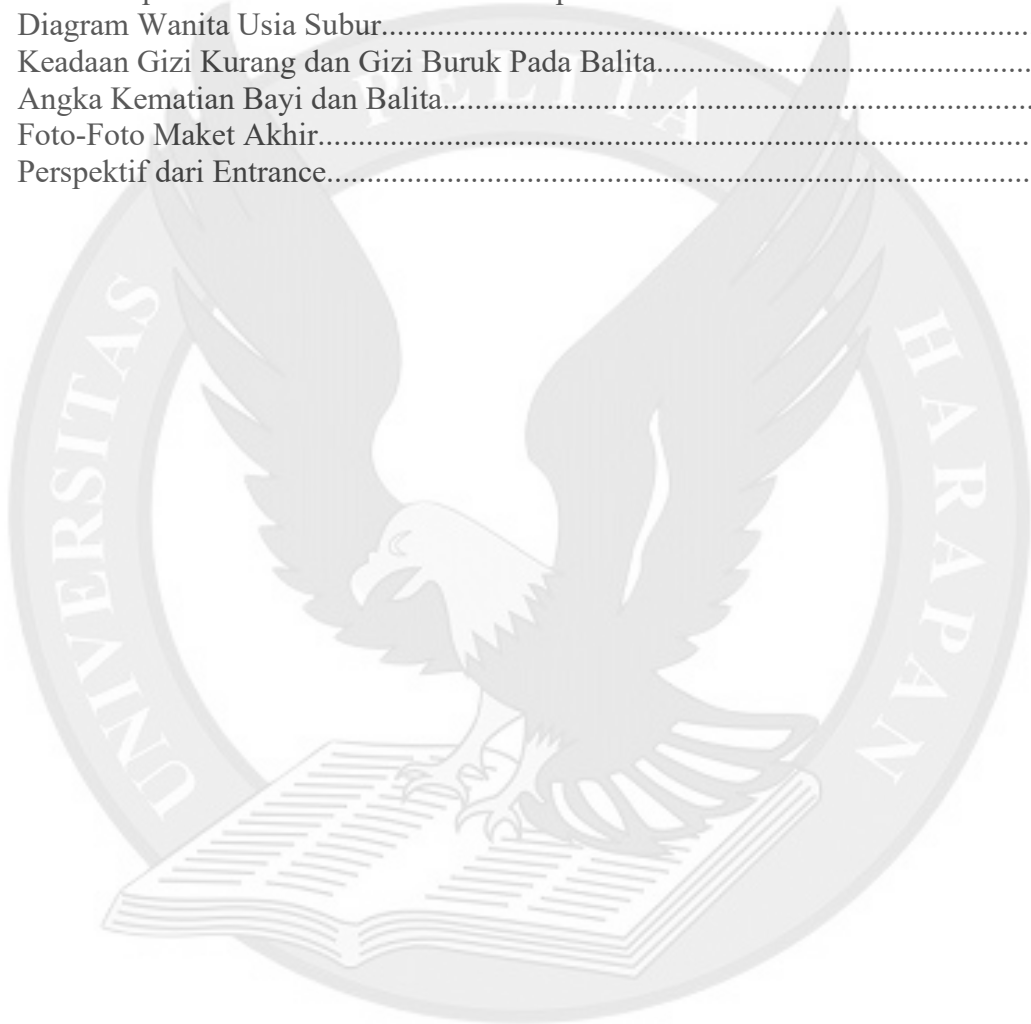 Diagram Wanita Usia Subur...............................................................................
Keadaan Gizi Kurang dan Gizi Buruk Pada Balita..............................................
Angka Kematian Bayi dan Balita........................................................................
Foto-Foto Maket Akhir.......................................................................................
Perspektif dari Entrance.....................................................................................
UNIVERSITAS PELITA HARAPAN